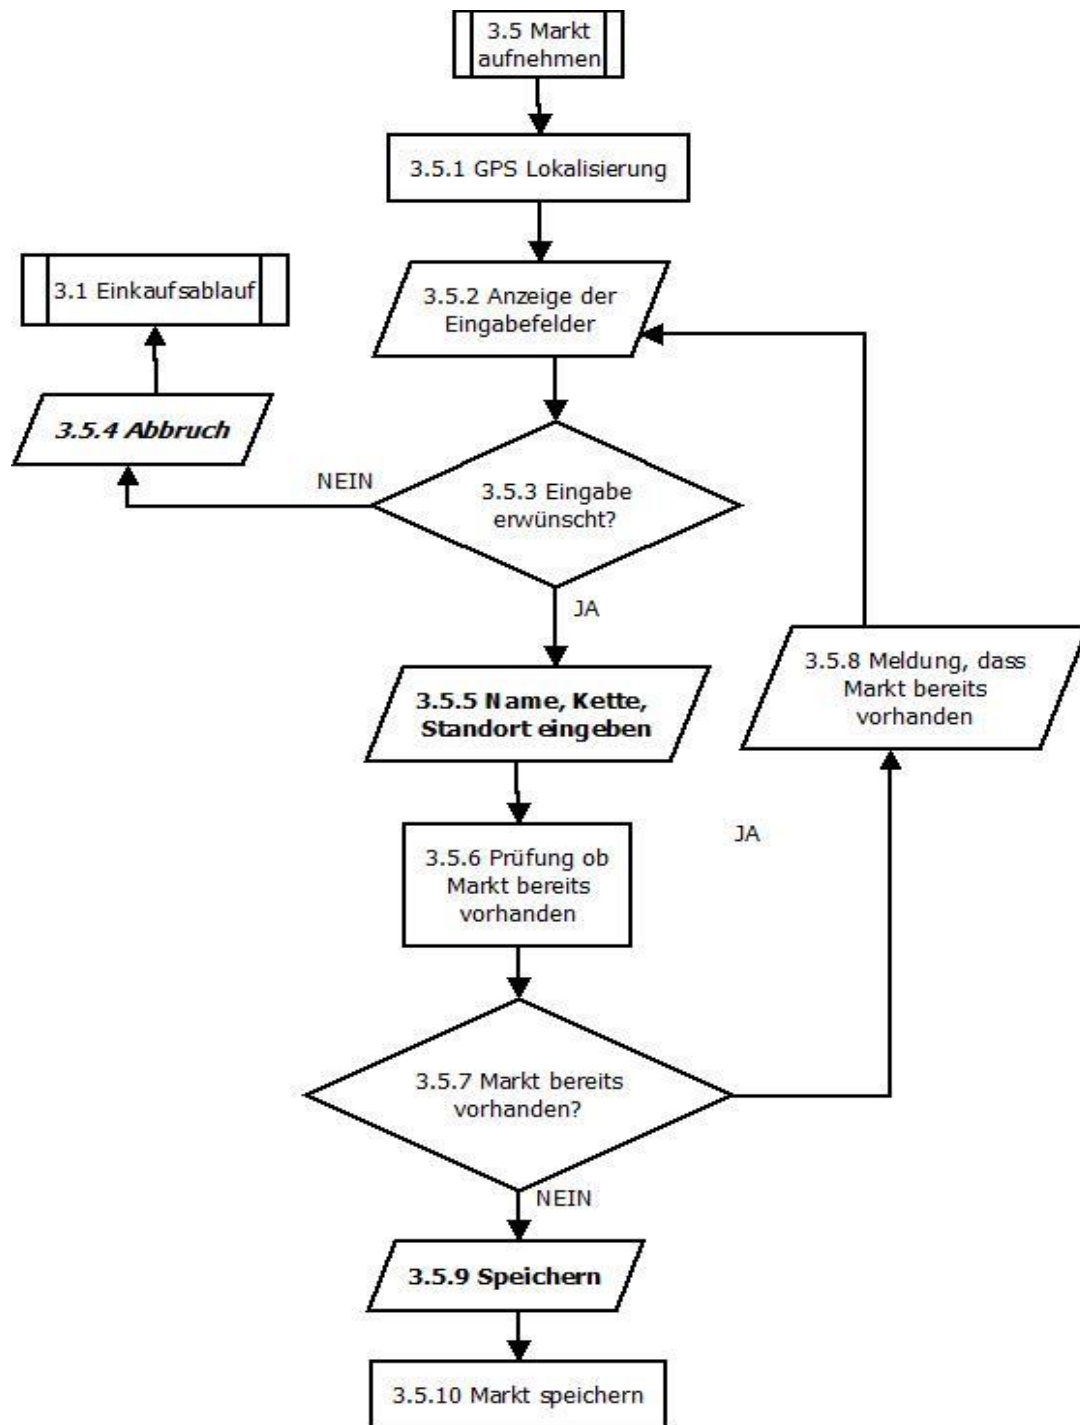 3.5 Markt
aufnehmen
3.5.1 GPS Lokalisierung
3.1 Einkaufsablauf
3.5.2 Anzeige der
Eingabefelder
3.5.4 Abbruch
NEIN
3.5.3 Eingabe
erwünscht?
JA
3.5.5 Name, Kette,
Standort eingeben
3.5.8 Meldung, dass
Markt bereits
vorhanden
JA
3.5.6 Prüfung ob
Markt bereits
vorhanden
3.5.7 Markt bereits
vorhanden?
NEIN
3.5.9 Speichern
3.5.10 Markt speichern